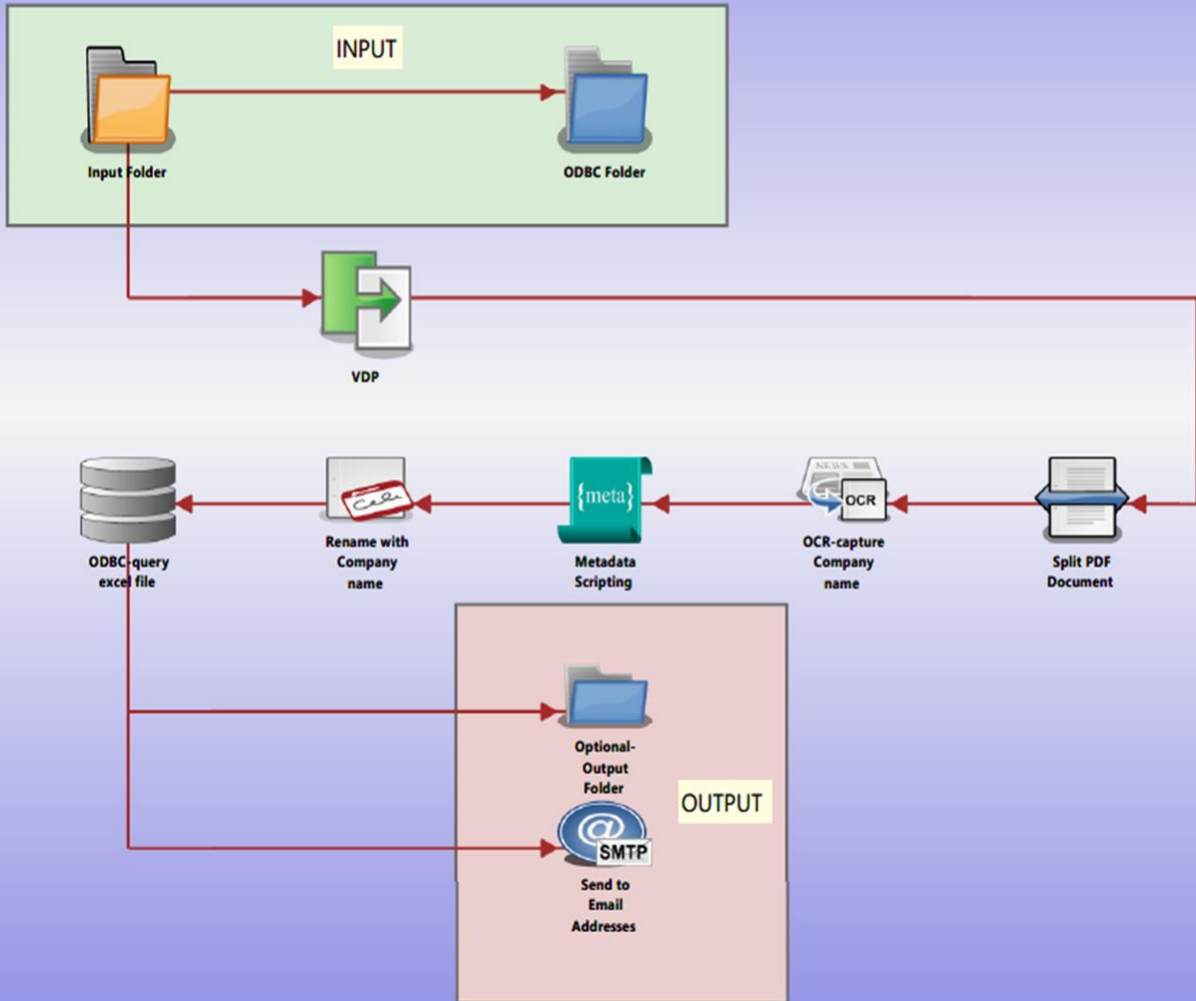 INPUT
Input Folder
ODBC Folder
VDP
ODBC-query
excel file
Rename with
Company
name
{meta}
Metadata
Scripting
NEWS
OCR
OCR-capture
Company
name
Split PDF
Document
Optional-
Output
Folder
OUTPUT
@
SMTP
Send to
Email
Addresses